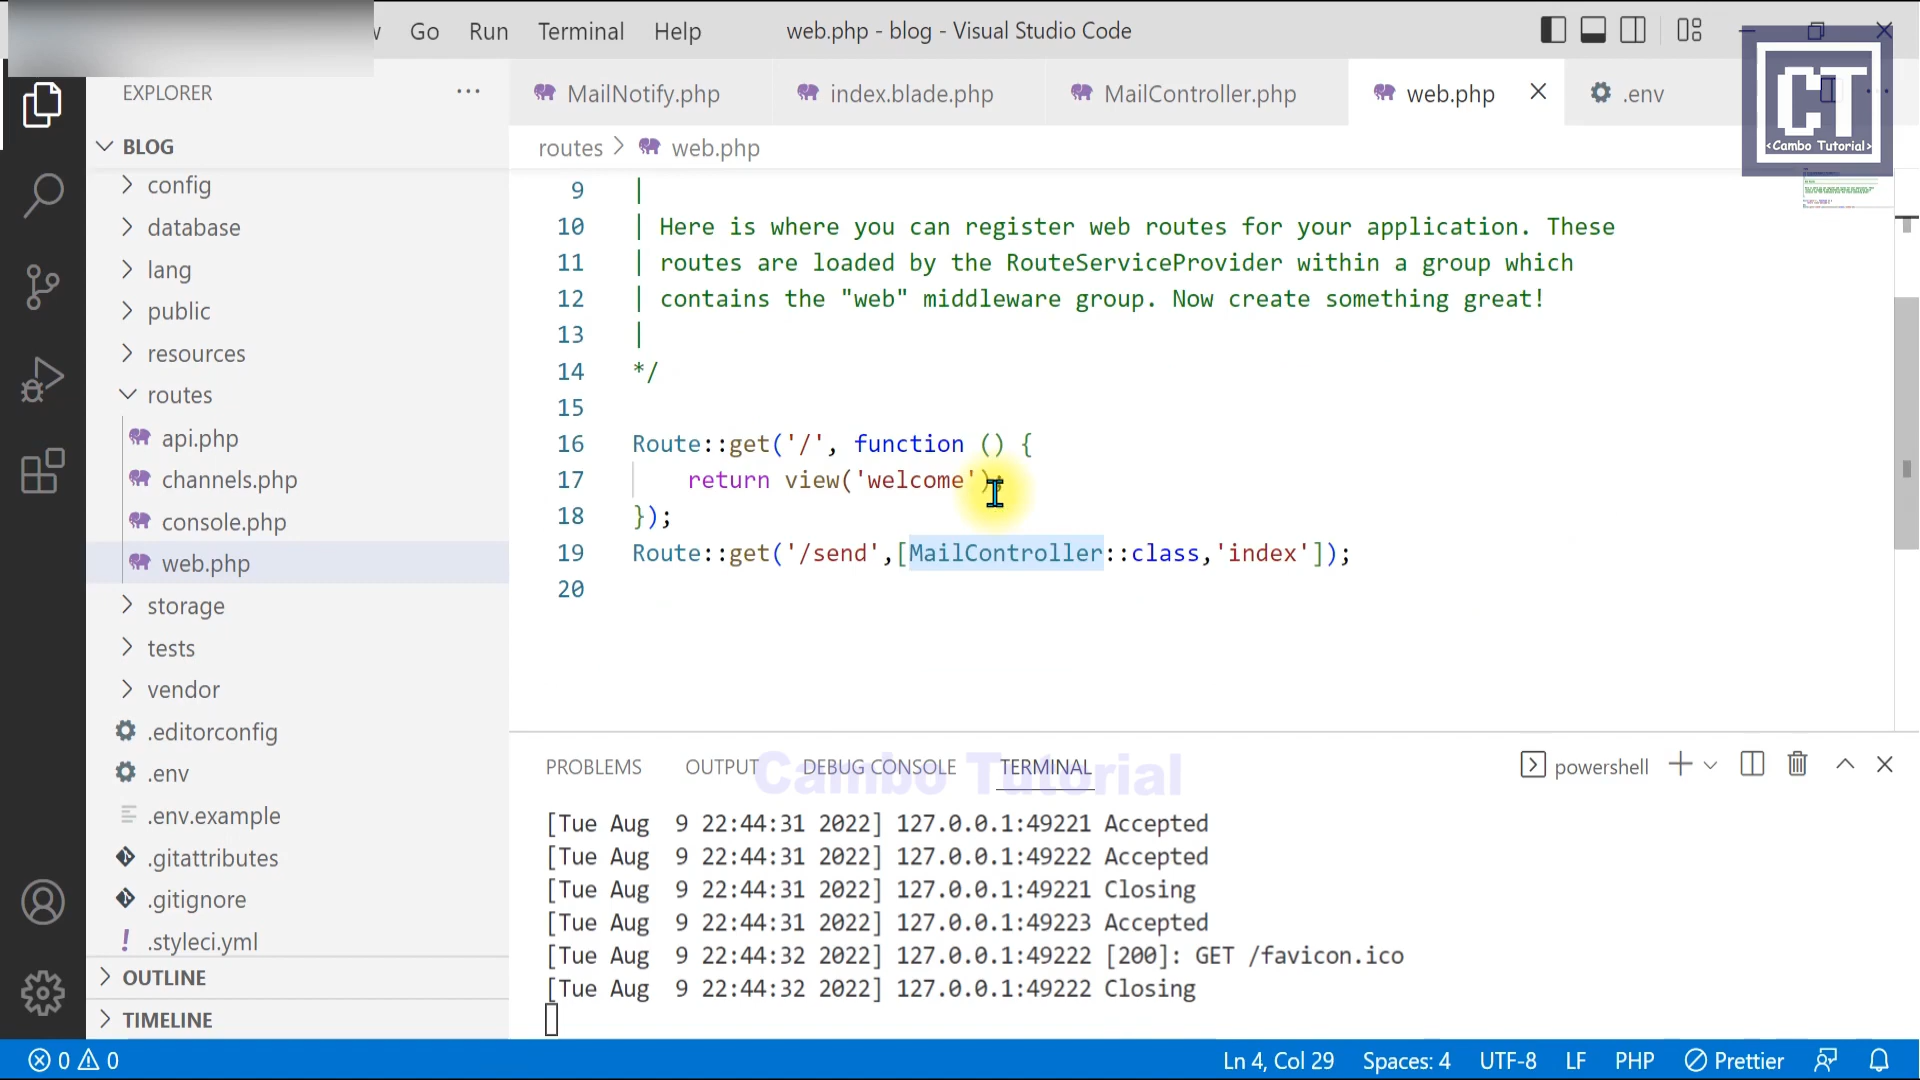 Go Run Terminal Help web.php - blog - Visual Studio Code
EXPLORER
MailNotify.php index.blade.php MailController.php web.php .env
CT
<Cambo Tutorial>
BLOG
routes > web.php
config
database
lang
public
resources
routes
api.php
channels.php
console.php
web.php
storage
tests
vendor
.editorconfig
.env
.env.example
.gitattributes
.gitignore
.styleci.yml
OUTLINE
TIMELINE
9 |
10 | Here is where you can register web routes for your application. These
11 | routes are loaded by the RouteServiceProvider within a group which
12 | contains the "web" middleware group. Now create something great!
13 |
14 */
15
16 Route::get('/', function () {
17 return view('welcome');
18 });
19 Route::get('/send',[MailController::class,'index']);
20
PROBLEMS OUTPUT DEBUG CONSOLE TERMINAL powershell
Cambo Tutorial
[Tue Aug  9 22:44:31 2022] 127.0.0.1:49221 Accepted
[Tue Aug  9 22:44:31 2022] 127.0.0.1:49222 Accepted
[Tue Aug  9 22:44:31 2022] 127.0.0.1:49221 Closing
[Tue Aug  9 22:44:31 2022] 127.0.0.1:49223 Accepted
[Tue Aug  9 22:44:32 2022] 127.0.0.1:49222 [200]: GET /favicon.ico
[Tue Aug  9 22:44:32 2022] 127.0.0.1:49222 Closing
0 0 Ln 4, Col 29 Spaces: 4 UTF-8 LF PHP Prettier